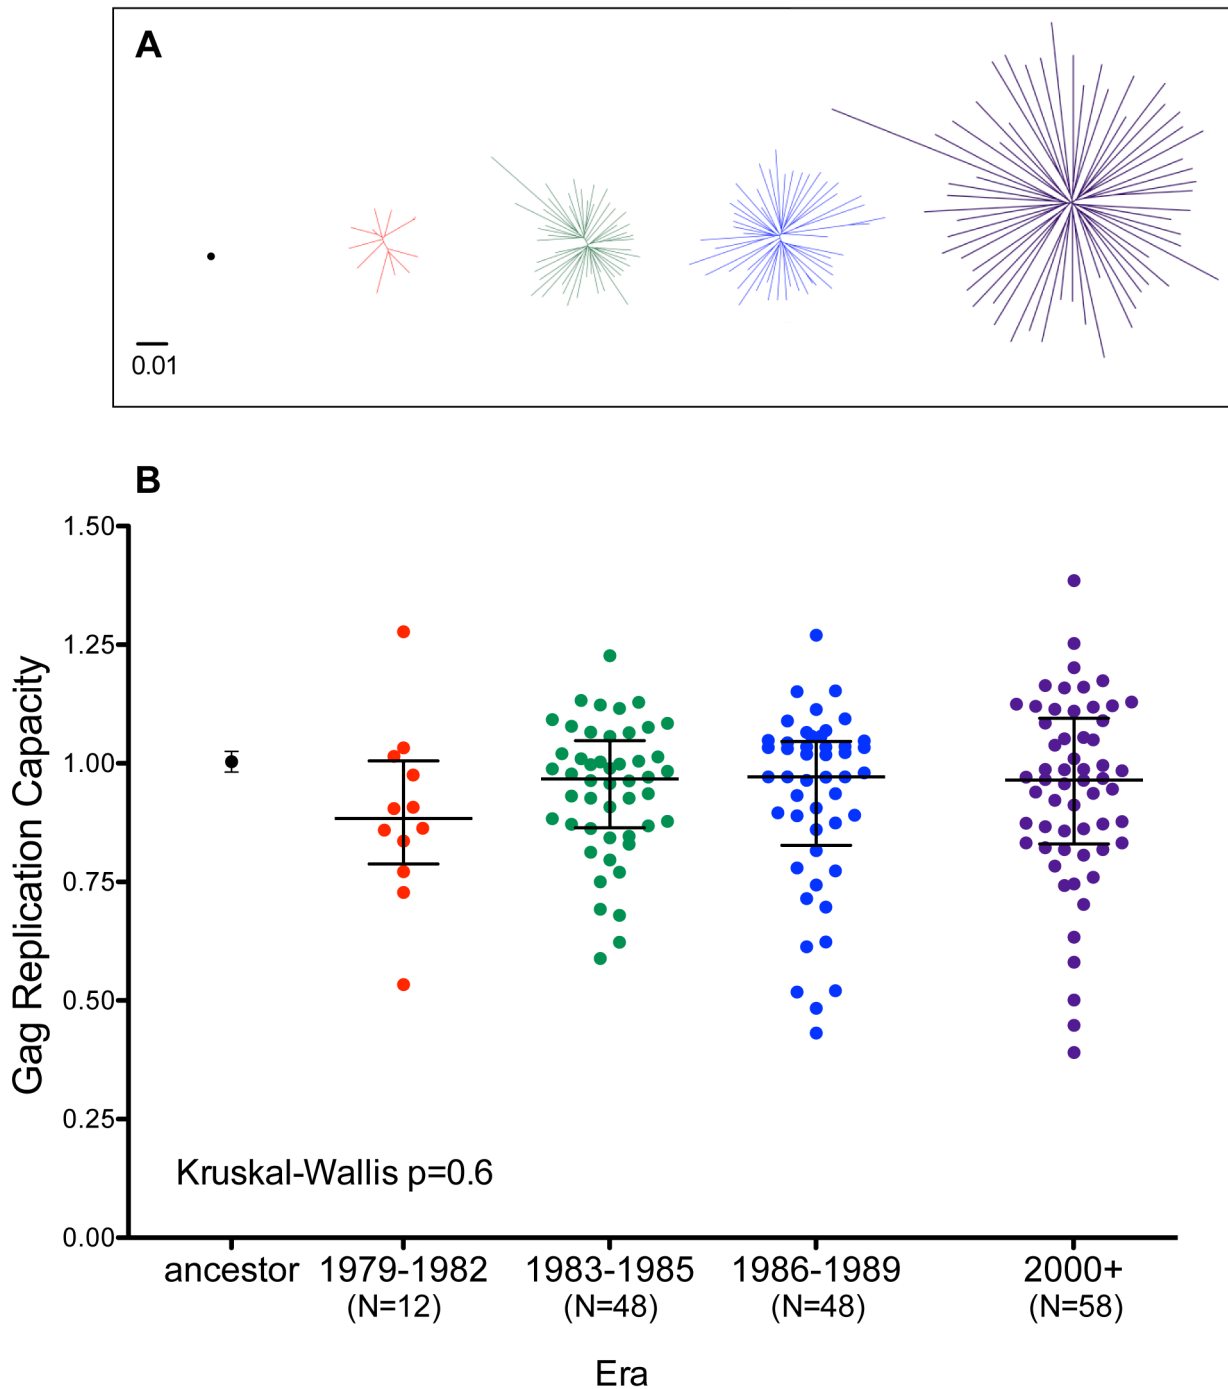 A
0.01
B
1.50
1.25
1.00
0.75
0.50
0.25
0.00
Gag Replication Capacity
Kruskal-Wallis p=0.6
ancestor 1979-1982 1983-1985 1986-1989 2000+
(N=12) (N=48) (N=48) (N=58)
Era